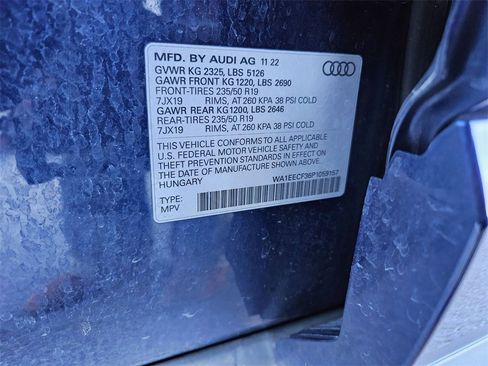 MFD. BY AUDI AG 11 22
GVWR KG 2325, LBS 5126
GAWR FRONT KG 1220, LBS 2690
FRONT-TIRES 235/50 R19
7JX19 RIMS, AT 260 KPA 38 PSI COLD
GAWR REAR KG1200, LBS 2646
REAR-TIRES 235/50 R19
7JX19 RIMS, AT 260 KPA 38 PSI COLD
THIS VEHICLE CONFORMS TO ALL APPLICABLE
U.S. FEDERAL MOTOR VEHICLE SAFETY AND
THEFT PREVENTION STANDARDS IN EFFECT ON
THE DATE OF MANUFACTURE SHOWN ABOVE.
HUNGARY
WA1EECF36P1059157
TYPE:
MPV